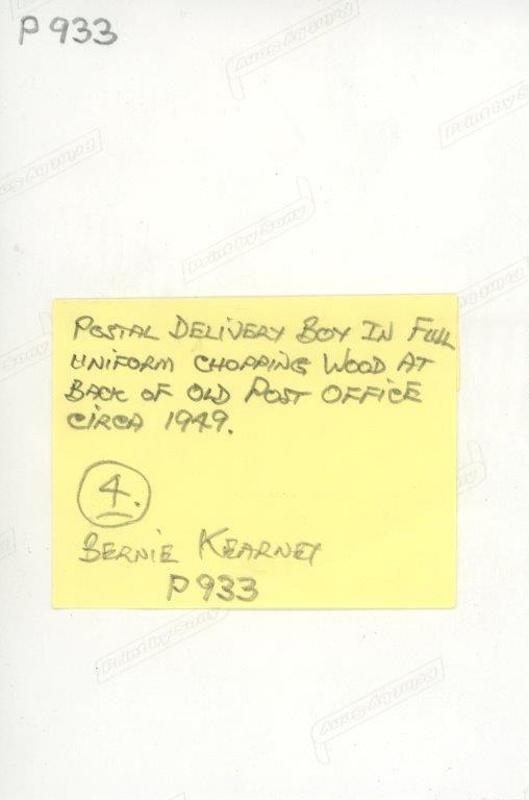 P933
POSTAL DELIVERY BOY IN FULL
UNIFORM CHOPPING WOOD AT
BACK OF OLD POST OFFICE
CIRCA 1949.
4.
BERNIE KEARNEY
P933